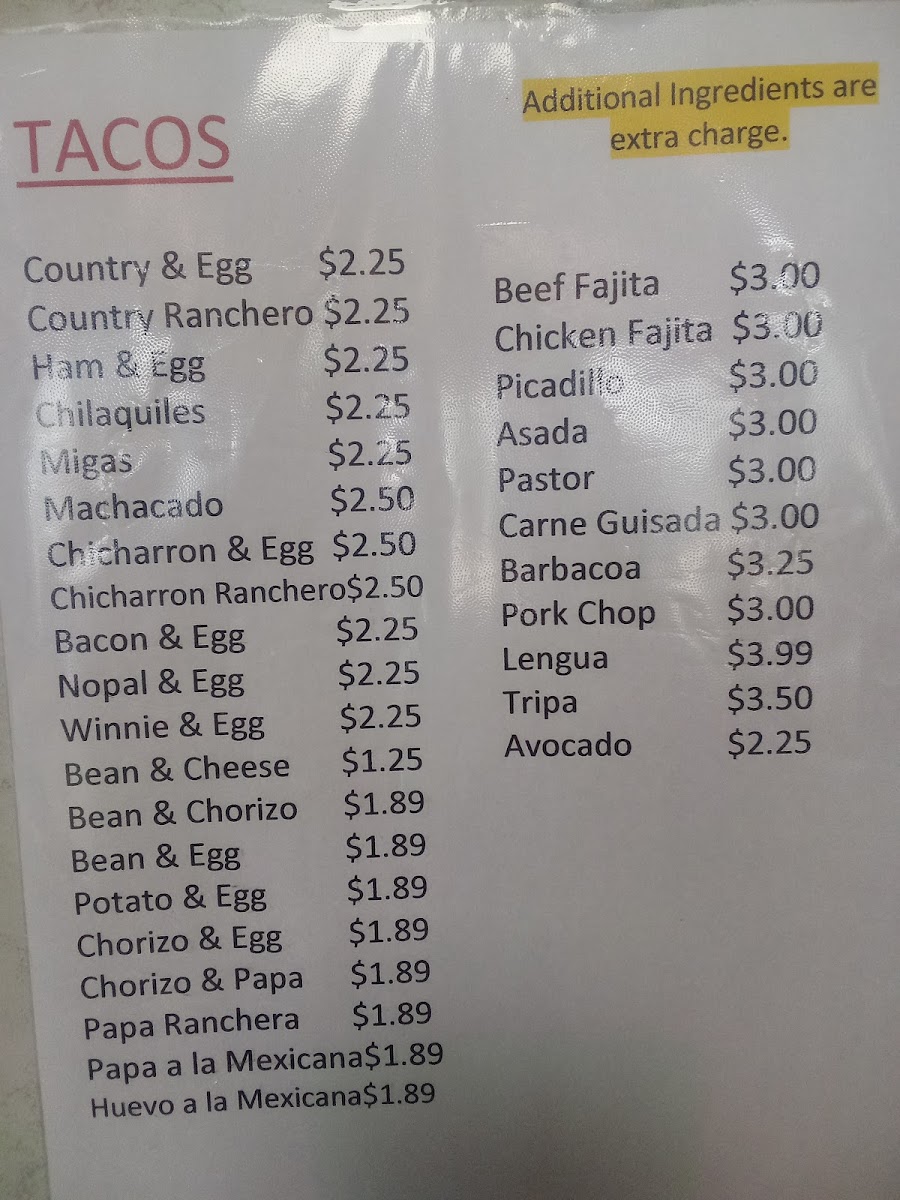 TACOS
Additional Ingredients are
extra charge.
Country & Egg $2.25
Country Ranchero $2.25
Ham & Egg $2.25
Chilaquiles $2.25
Migas $2.25
Machacado $2.50
Chicharron & Egg $2.50
Chicharron Ranchero$2.50
Bacon & Egg $2.25
Nopal & Egg $2.25
Winnie & Egg $2.25
Bean & Cheese $1.25
Bean & Chorizo $1.89
Bean & Egg $1.89
Potato & Egg $1.89
Chorizo & Egg $1.89
Chorizo & Papa $1.89
Papa Ranchera $1.89
Papa a la Mexicana$1.89
Huevo a la Mexicana$1.89
Beef Fajita $3.00
Chicken Fajita $3.00
Picadillo $3.00
Asada $3.00
Pastor $3.00
Carne Guisada $3.00
Barbacoa $3.25
Pork Chop $3.00
Lengua $3.99
Tripa $3.50
Avocado $2.25